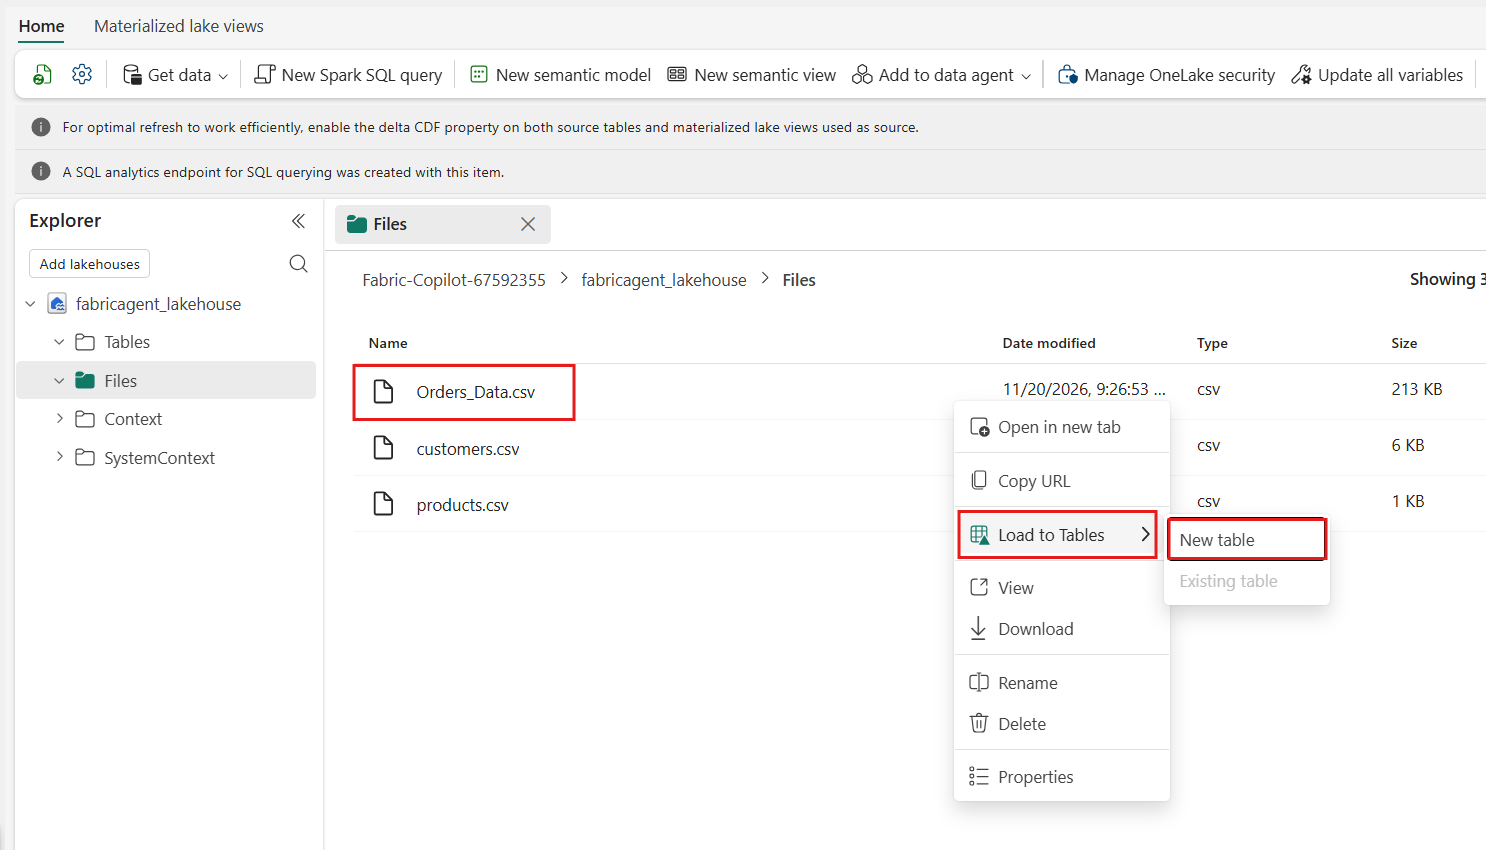 Home Materialized lake views
Get data New Spark SQL query New semantic model New semantic view Add to data agent Manage OneLake security Update all variables
For optimal refresh to work efficiently, enable the delta CDF property on both source tables and materialized lake views used as source.
A SQL analytics endpoint for SQL querying was created with this item.
Explorer
Add lakehouses
fabricagent_lakehouse
Tables
Files
Context
SystemContext
Files
Fabric-Copilot-67592355 > fabricagent_lakehouse > Files
Showing 3
Name Date modified Type Size
Orders_Data.csv 11/20/2026, 9:26:53 ... csv 213 KB
customers.csv csv 6 KB
products.csv csv 1 KB
Open in new tab
Copy URL
Load to Tables
View
Download
Rename
Delete
Properties
New table
Existing table